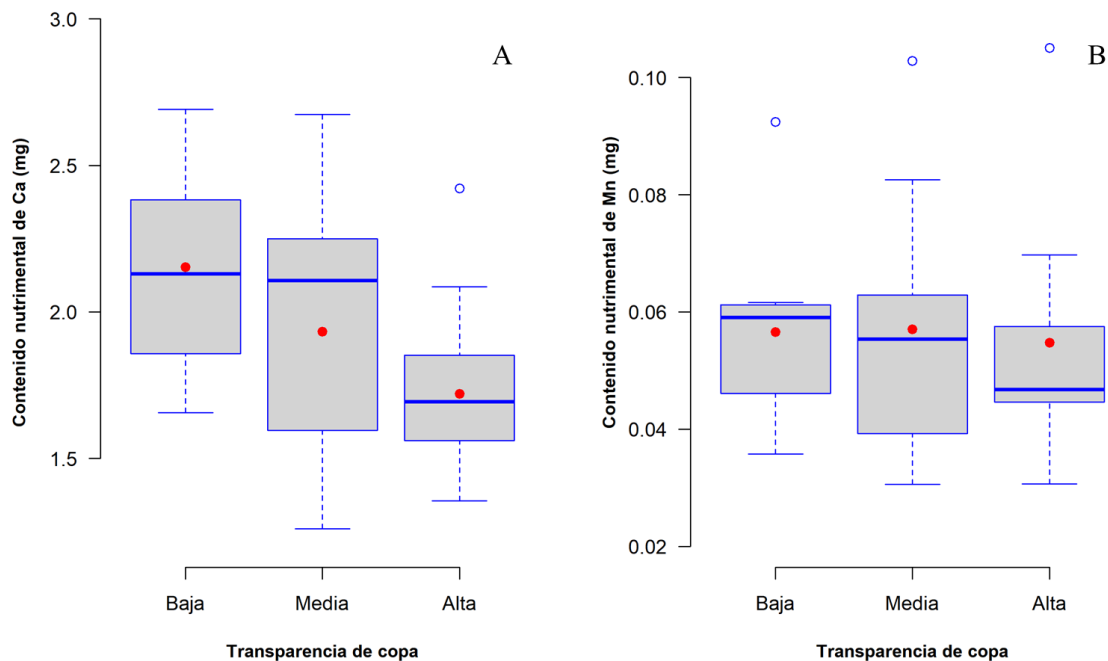 A
Contenido nutrimental de Ca (mg)
3.0
2.5
2.0
1.5
Baja Media Alta
Transparencia de copa
B
Contenido nutrimental de Mn (mg)
0.10
0.08
0.06
0.04
0.02
Baja Media Alta
Transparencia de copa